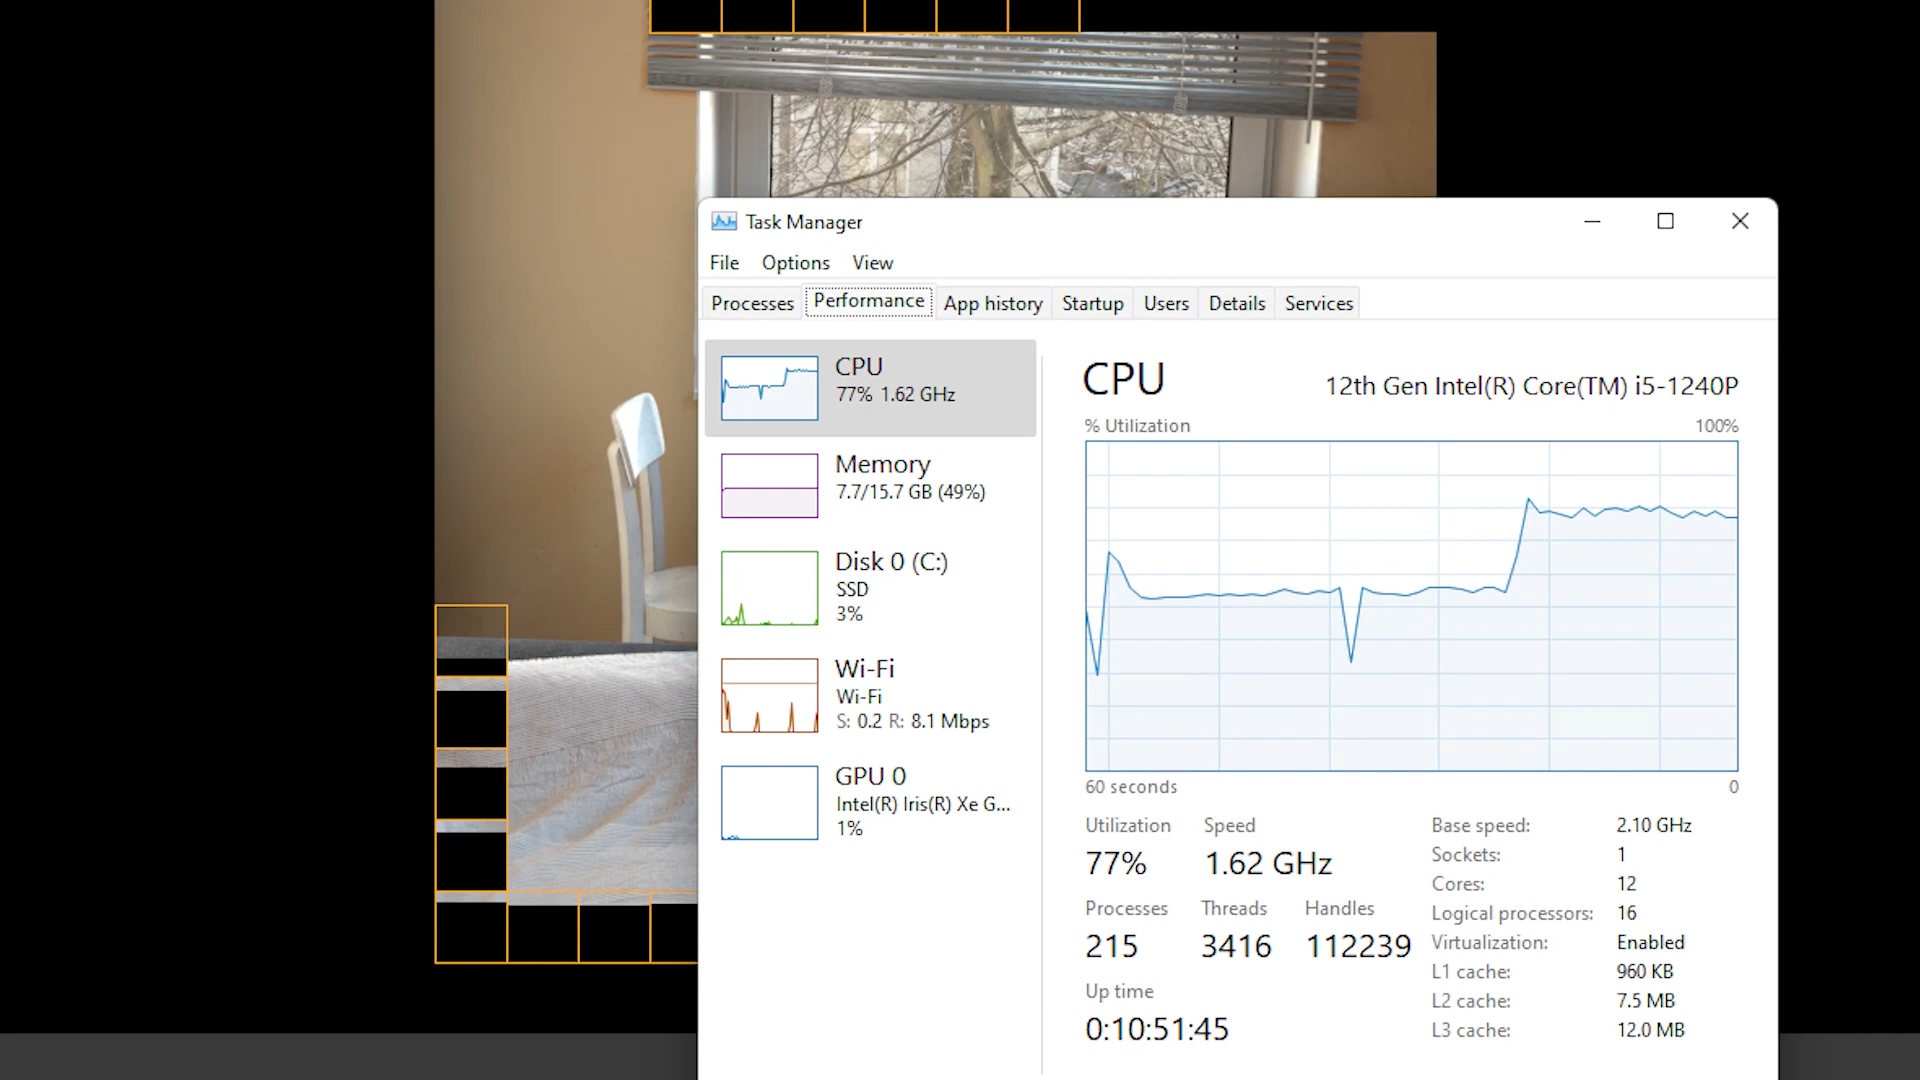 Task Manager
File Options View
Processes Performance App history Startup Users Details Services
CPU
77% 1.62 GHz
Memory
7.7/15.7 GB (49%)
Disk 0 (C:)
SSD
3%
Wi-Fi
Wi-Fi
S: 0.2 R: 8.1 Mbps
GPU 0
Intel(R) Iris(R) Xe G...
1%
CPU 12th Gen Intel(R) Core(TM) i5-1240P
% Utilization 100%
60 seconds 0
Utilization Speed
77% 1.62 GHz
Processes Threads Handles
215 3416 112239
Up time
0:10:51:45
Base speed: 2.10 GHz
Sockets: 1
Cores: 12
Logical processors: 16
Virtualization: Enabled
L1 cache: 960 KB
L2 cache: 7.5 MB
L3 cache: 12.0 MB